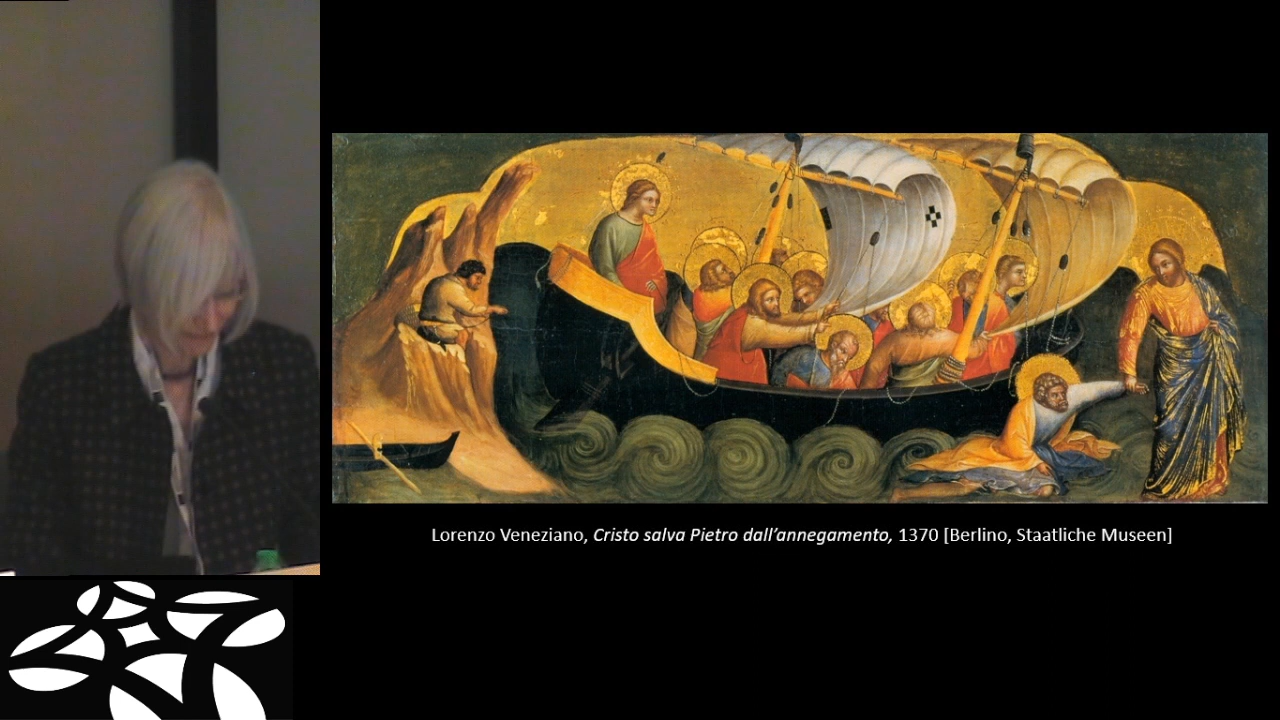 Lorenzo Veneziano, Cristo salva Pietro dall’annegamento, 1370 [Berlino, Staatliche Museen]